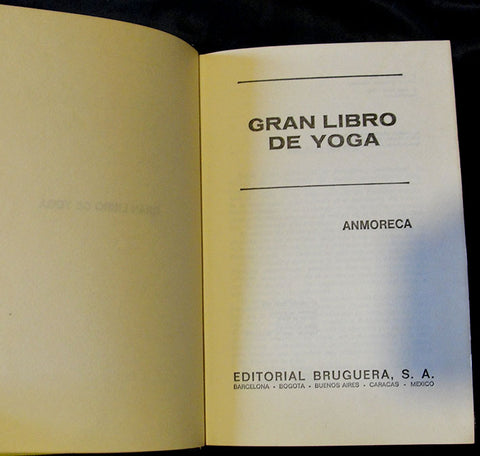 GRAN LIBRO
DE YOGA
ANMORECA
EDITORIAL BRUGUERA, S. A.
BARCELONA • BOGOTA • BUENOS AIRES • CARACAS • MEXICO